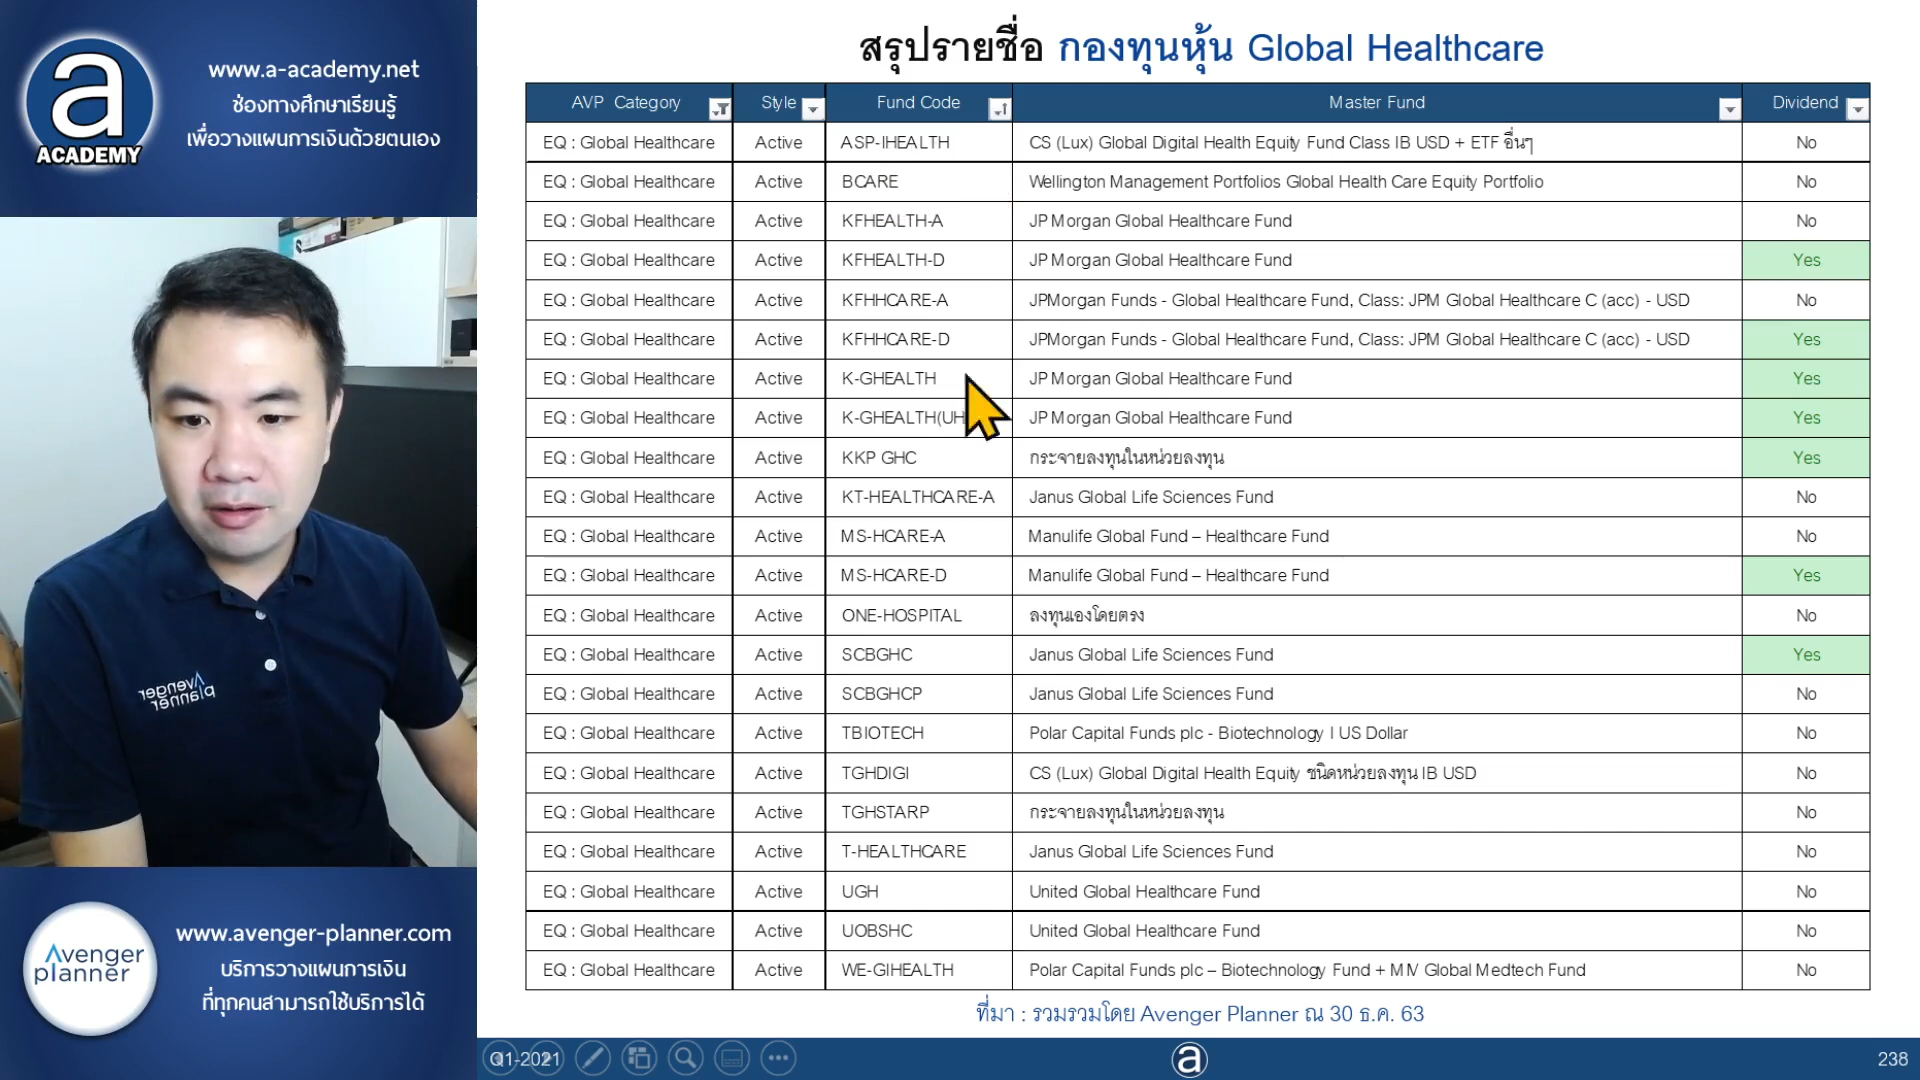 a
ACADEMY
www.a-academy.net
ช่องทางศึกษาเรียนรู้
เพื่อวางแผนการเงินด้วยตนเอง
Avenger
planner
Avenger
planner
www.avenger-planner.com
บริการวางแผนการเงิน
ที่ทุกคนสามารถใช้บริการได้
สรุปรายชื่อ กองทุนหุ้น Global Healthcare
AVP Category Style Fund Code Master Fund Dividend
EQ : Global Healthcare Active ASP-IHEALTH CS (Lux) Global Digital Health Equity Fund Class IB USD + ETF อื่นๆ No
EQ : Global Healthcare Active BCARE Wellington Management Portfolios Global Health Care Equity Portfolio No
EQ : Global Healthcare Active KFHEALTH-A JP Morgan Global Healthcare Fund No
EQ : Global Healthcare Active KFHEALTH-D JP Morgan Global Healthcare Fund Yes
EQ : Global Healthcare Active KFHHCARE-A JPMorgan Funds - Global Healthcare Fund, Class: JPM Global Healthcare C (acc) - USD No
EQ : Global Healthcare Active KFHHCARE-D JPMorgan Funds - Global Healthcare Fund, Class: JPM Global Healthcare C (acc) - USD Yes
EQ : Global Healthcare Active K-GHEALTH JP Morgan Global Healthcare Fund Yes
EQ : Global Healthcare Active K-GHEALTH(UH JP Morgan Global Healthcare Fund Yes
EQ : Global Healthcare Active KKP GHC กระจายลงทุนในหน่วยลงทุน Yes
EQ : Global Healthcare Active KT-HEALTHCARE-A Janus Global Life Sciences Fund No
EQ : Global Healthcare Active MS-HCARE-A Manulife Global Fund – Healthcare Fund No
EQ : Global Healthcare Active MS-HCARE-D Manulife Global Fund – Healthcare Fund Yes
EQ : Global Healthcare Active ONE-HOSPITAL ลงทุนเองโดยตรง No
EQ : Global Healthcare Active SCBGHC Janus Global Life Sciences Fund Yes
EQ : Global Healthcare Active SCBGHCP Janus Global Life Sciences Fund No
EQ : Global Healthcare Active TBIOTECH Polar Capital Funds plc - Biotechnology I US Dollar No
EQ : Global Healthcare Active TGHDIGI CS (Lux) Global Digital Health Equity ชนิดหน่วยลงทุน IB USD No
EQ : Global Healthcare Active TGHSTARP กระจายลงทุนในหน่วยลงทุน No
EQ : Global Healthcare Active T-HEALTHCARE Janus Global Life Sciences Fund No
EQ : Global Healthcare Active UGH United Global Healthcare Fund No
EQ : Global Healthcare Active UOBSHC United Global Healthcare Fund No
EQ : Global Healthcare Active WE-GIHEALTH Polar Capital Funds plc – Biotechnology Fund + MIV Global Medtech Fund No
ที่มา : รวมรวมโดย Avenger Planner ณ 30 ธ.ค. 63
Q1-2021
a
238